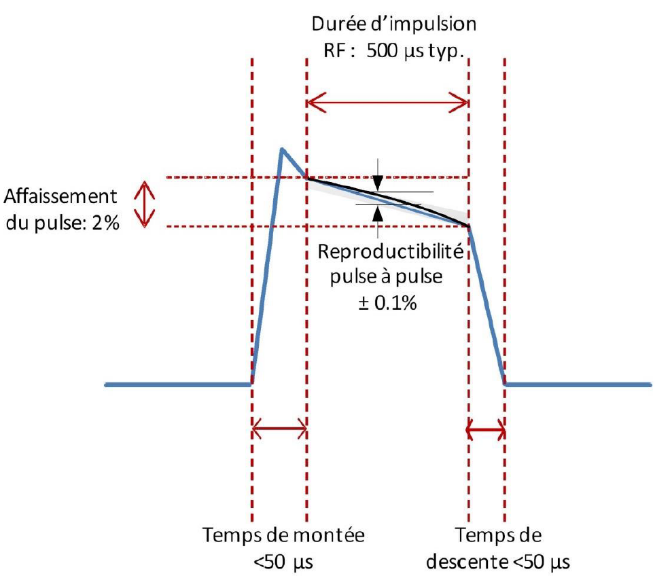 Durée d'impulsion
RF : 500 µs typ.
Affaissement
du pulse: 2%
Reproductibilité
pulse à pulse
± 0.1%
Temps de montée
<50 µs
Temps de
descente <50 µs